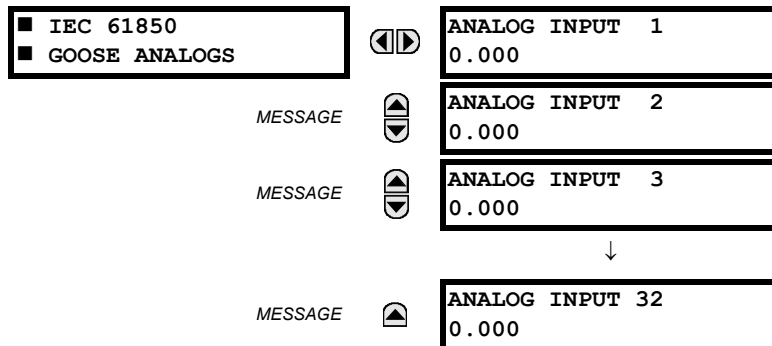 ■ IEC 61850
■ GOOSE ANALOGS
ANALOG INPUT 1
0.000
MESSAGE
ANALOG INPUT 2
0.000
MESSAGE
ANALOG INPUT 3
0.000
↓
MESSAGE
ANALOG INPUT 32
0.000